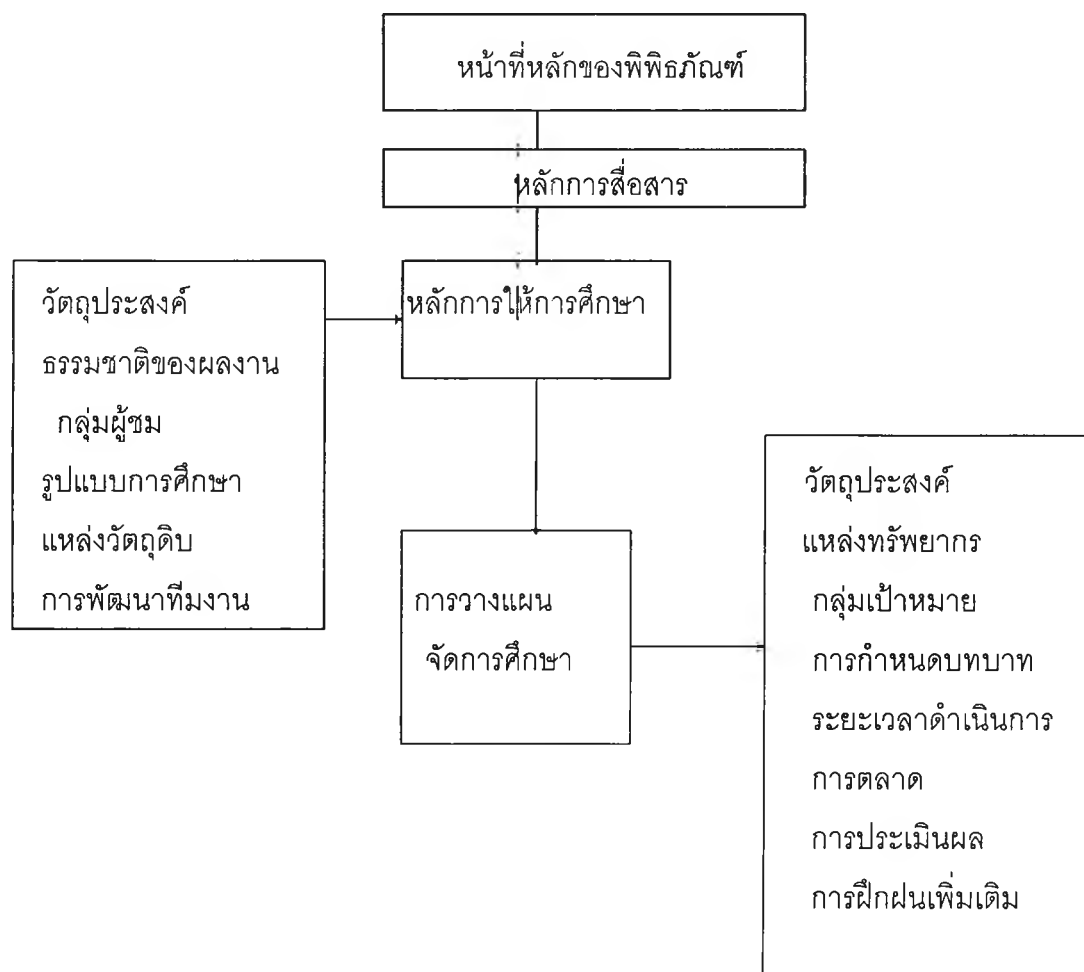 หน้าที่หลักของพิพิธภัณฑ์
หลักการสื่อสาร
หลักการให้การศึกษา
วัตถุประสงค์
ธรรมชาติของผลงาน
กลุ่มผู้ชม
รูปแบบการศึกษา
แหล่งวัตถุดิบ
การพัฒนาทีมงาน
การวางแผน
จัดการศึกษา
วัตถุประสงค์
แหล่งทรัพยากร
กลุ่มเป้าหมาย
การกำหนดบทบาท
ระยะเวลาดำเนินการ
การตลาด
การประเมินผล
การฝึกฝนเพิ่มเติม